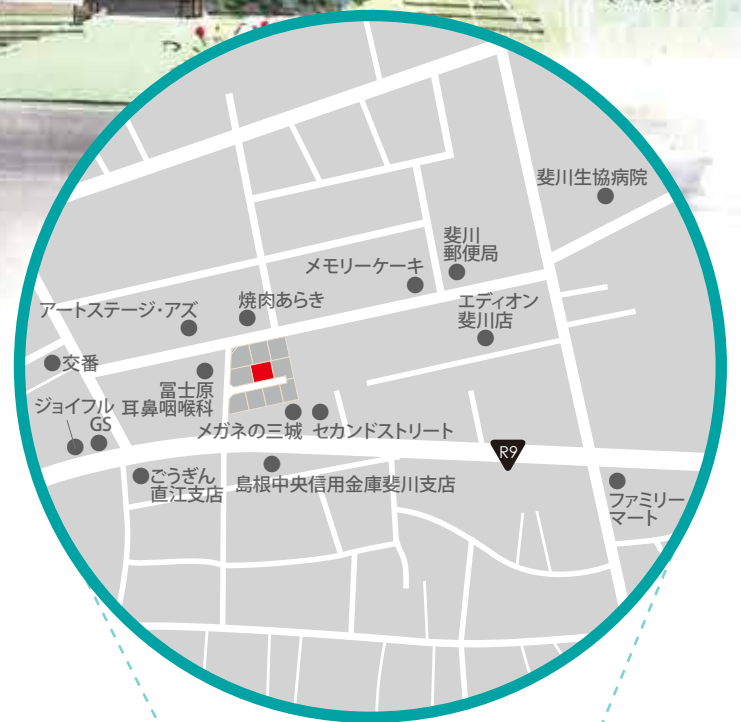 斐川生協病院
斐川
郵便局
メモリーケーキ
エディオン
斐川店
焼肉あらき
アートステージ・アズ
交番
冨士原
耳鼻咽喉科
ジョイフル
GS
メガネの三城
セカンドストリート
R9
ごうぎん
直江支店
島根中央信用金庫斐川支店
ファミリー
マート